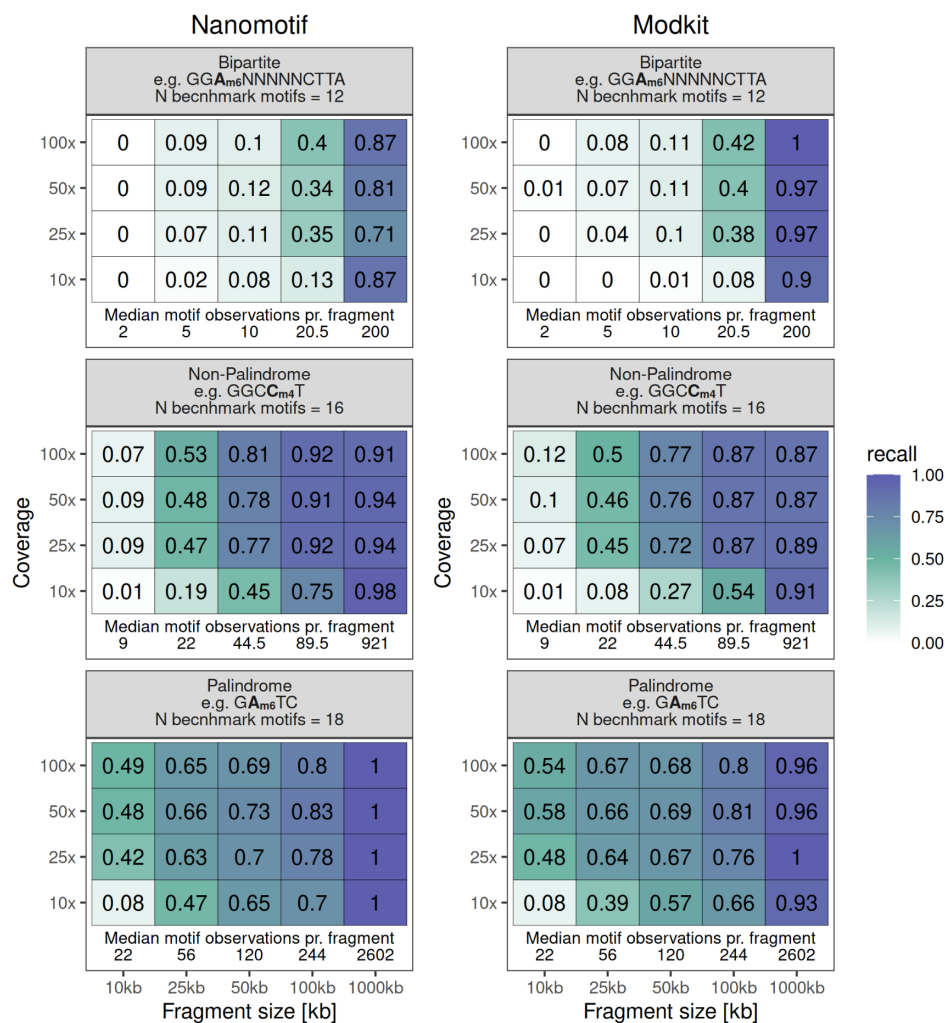 Nanomotif
Modkit
Bipartite
e.g. GGAm6NNNNNCTTA
N becnhmark motifs = 12
Bipartite
e.g. GGAm6NNNNNCTTA
N becnhmark motifs = 12
100x 0 0.09 0.1 0.4 0.87
50x 0 0.09 0.12 0.34 0.81
25x 0 0.07 0.11 0.35 0.71
10x 0 0.02 0.08 0.13 0.87
Median motif observations pr. fragment
2 5 10 20.5 200
100x 0 0.08 0.11 0.42 1
50x 0.01 0.07 0.11 0.4 0.97
25x 0 0.04 0.1 0.38 0.97
10x 0 0 0.01 0.08 0.9
Median motif observations pr. fragment
2 5 10 20.5 200
Coverage
Non-Palindrome
e.g. GGCCm4T
N becnhmark motifs = 16
100x 0.07 0.53 0.81 0.92 0.91
50x 0.09 0.48 0.78 0.91 0.94
25x 0.09 0.47 0.77 0.92 0.94
10x 0.01 0.19 0.45 0.75 0.98
Median motif observations pr. fragment
9 22 44.5 89.5 921
Coverage
Non-Palindrome
e.g. GGCCm4T
N becnhmark motifs = 16
100x 0.12 0.5 0.77 0.87 0.87
50x 0.1 0.46 0.76 0.87 0.87
25x 0.07 0.45 0.72 0.87 0.89
10x 0.01 0.08 0.27 0.54 0.91
Median motif observations pr. fragment
9 22 44.5 89.5 921
recall
1.00
0.75
0.50
0.25
0.00
Palindrome
e.g. GAm6TC
N becnhmark motifs = 18
100x 0.49 0.65 0.69 0.8 1
50x 0.48 0.66 0.73 0.83 1
25x 0.42 0.63 0.7 0.78 1
10x 0.08 0.47 0.65 0.7 1
Median motif observations pr. fragment
22 56 120 244 2602
10kb 25kb 50kb 100kb 1000kb
Fragment size [kb]
Palindrome
e.g. GAm6TC
N becnhmark motifs = 18
100x 0.54 0.67 0.68 0.8 0.96
50x 0.58 0.66 0.69 0.81 0.96
25x 0.48 0.64 0.67 0.76 1
10x 0.08 0.39 0.57 0.66 0.93
Median motif observations pr. fragment
22 56 120 244 2602
10kb 25kb 50kb 100kb 1000kb
Fragment size [kb]